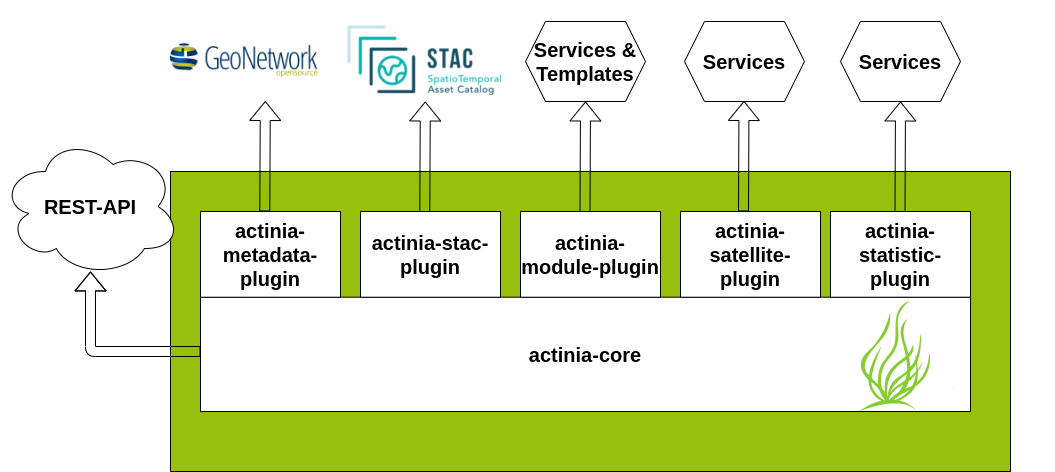 GeoNetwork
opensource
STAC
SpatioTemporal
Asset Catalog
Services &
Templates
Services
Services
REST-API
actinia-
metadata-
plugin
actinia-stac-
plugin
actinia-
module-plugin
actinia-
satellite-
plugin
actinia-
statistic-
plugin
actinia-core